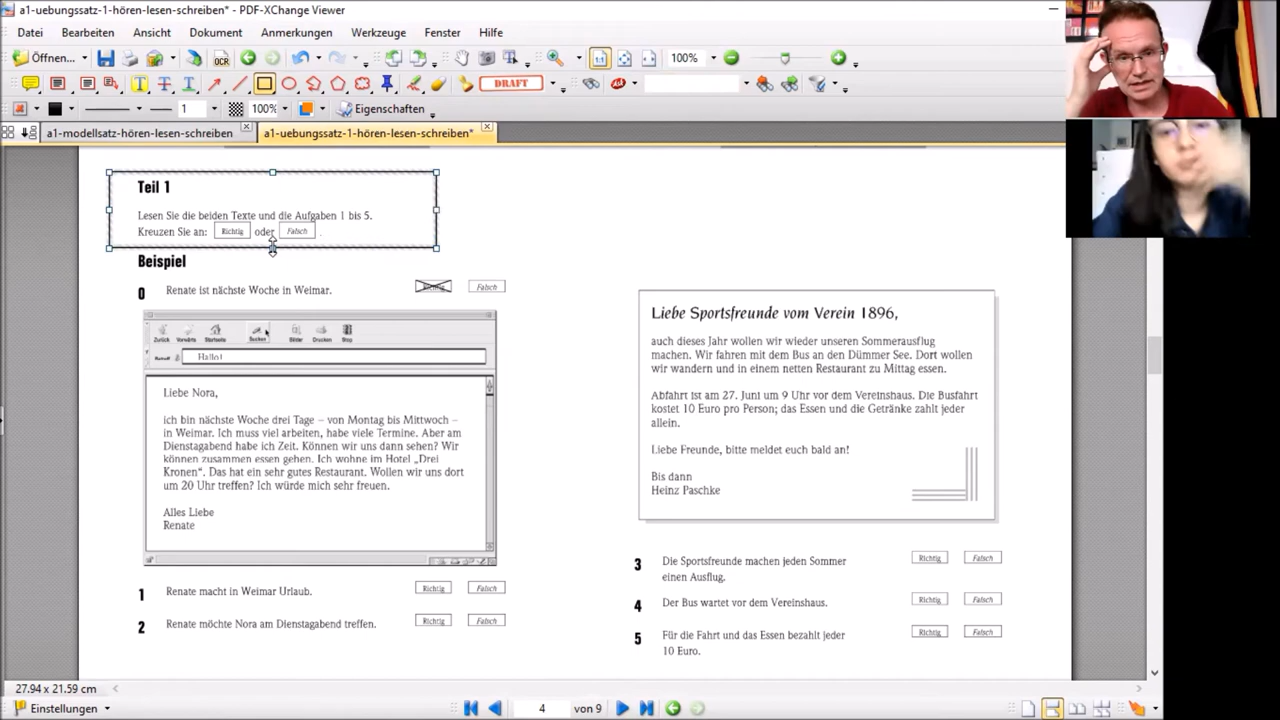 a1-uebungssatz-1-hören-lesen-schreiben* - PDF-XChange Viewer
Datei Bearbeiten Ansicht Dokument Anmerkungen Werkzeuge Fenster Hilfe
Öffnen... OCR 100%
DRAFT
1 100% Eigenschaften
a1-modellsatz-hören-lesen-schreiben a1-uebungssatz-1-hören-lesen-schreiben*
Teil 1
Lesen Sie die beiden Texte und die Aufgaben 1 bis 5.
Kreuzen Sie an: Richtig oder Falsch .
Beispiel
0 Renate ist nächste Woche in Weimar. Richtig Falsch
Zurück Vorwärts Startseite Suchen Bilder Drucken Stop
Betreff Hallo!
Liebe Nora,
ich bin nächste Woche drei Tage – von Montag bis Mittwoch –
in Weimar. Ich muss viel arbeiten, habe viele Termine. Aber am
Dienstagabend habe ich Zeit. Können wir uns dann sehen? Wir
können zusammen essen gehen. Ich wohne im Hotel „Drei
Kronen“. Das hat ein sehr gutes Restaurant. Wollen wir uns dort
um 20 Uhr treffen? Ich würde mich sehr freuen.
Alles Liebe
Renate
1 Renate macht in Weimar Urlaub. Richtig Falsch
2 Renate möchte Nora am Dienstagabend treffen. Richtig Falsch
Liebe Sportsfreunde vom Verein 1896,
auch dieses Jahr wollen wir wieder unseren Sommerausflug
machen. Wir fahren mit dem Bus an den Dümmer See. Dort wollen
wir wandern und in einem netten Restaurant zu Mittag essen.
Abfahrt ist am 27. Juni um 9 Uhr vor dem Vereinshaus. Die Busfahrt
kostet 10 Euro pro Person; das Essen und die Getränke zahlt jeder
allein.
Liebe Freunde, bitte meldet euch bald an!
Bis dann
Heinz Paschke
3 Die Sportsfreunde machen jeden Sommer Richtig Falsch
einen Ausflug.
4 Der Bus wartet vor dem Vereinshaus. Richtig Falsch
5 Für die Fahrt und das Essen bezahlt jeder Richtig Falsch
10 Euro.
27.94 x 21.59 cm
Einstellungen 4 von 9